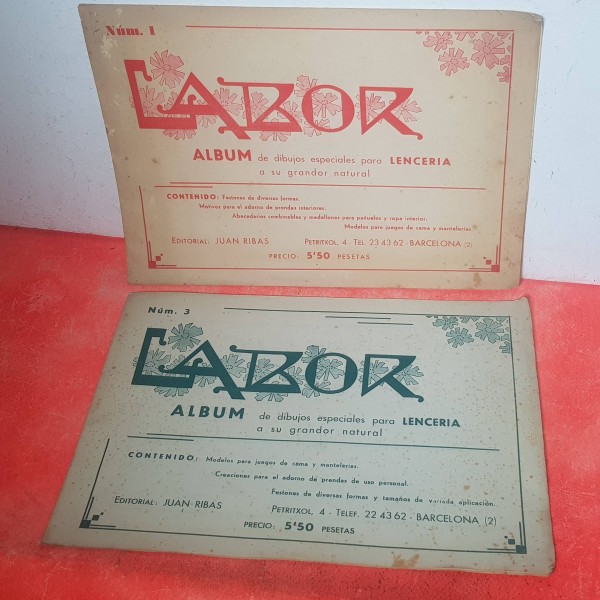 Núm. 1
LABOR
ALBUM de dibujos especiales para LENCERIA
a su grandor natural
CONTENIDO: Festones de diversas formas.
Motivos para el adorno de prendas interiores.
Abecedarios combinables y medallones para pañuelos y ropa interior.
Modelos para juegos de cama y mantelerías.
EDITORIAL: JUAN RIBAS PETRITXOL, 4 - TEL. 23 43 62 - BARCELONA (2)
PRECIO: 5'50 PESETAS
Núm. 3
LABOR
ALBUM de dibujos especiales para LENCERIA
a su grandor natural
CONTENIDO: Modelos para juegos de cama y mantelerías.
Creaciones para el adorno de prendas de uso personal.
Festones de diversas formas y tamaños de variada aplicación.
EDITORIAL: JUAN RIBAS PETRITXOL, 4 - TELEF. 22 43 62 - BARCELONA (2)
PRECIO: 5'50 PESETAS